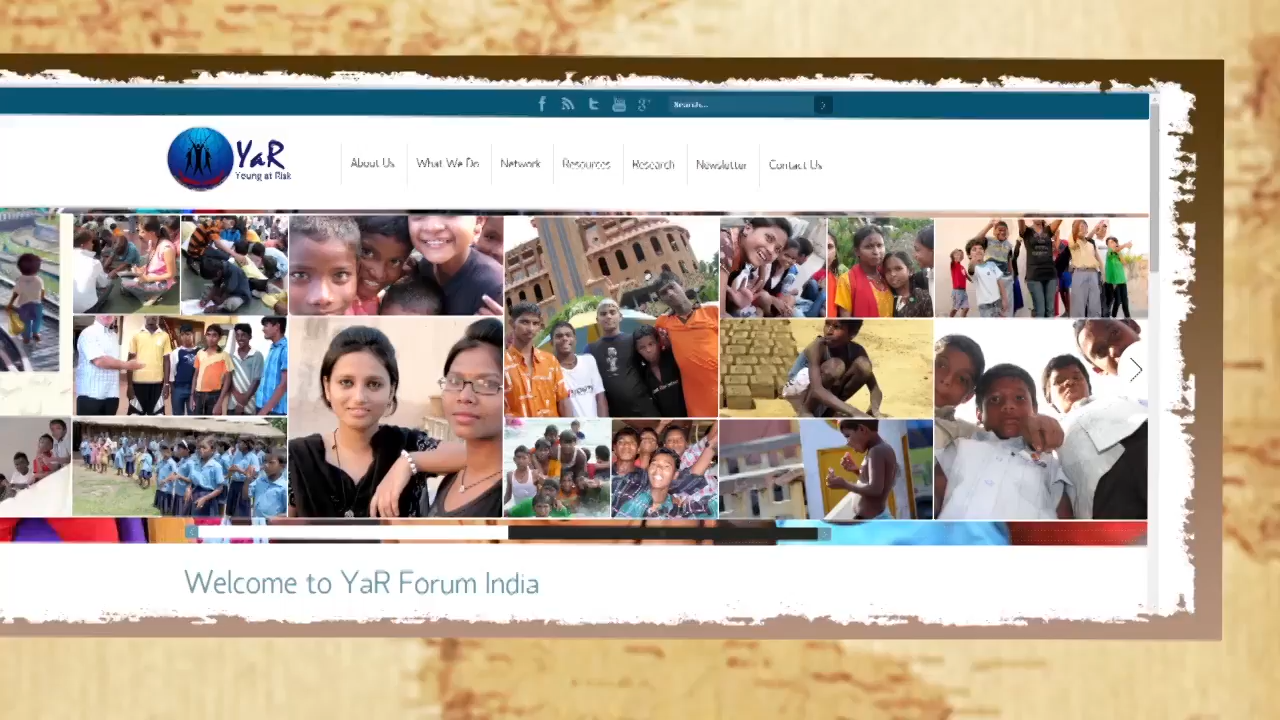 Search...
YaR
Young at Risk
About Us
What We Do
Network
Resources
Research
Newsletter
Contact Us
Welcome to YaR Forum India